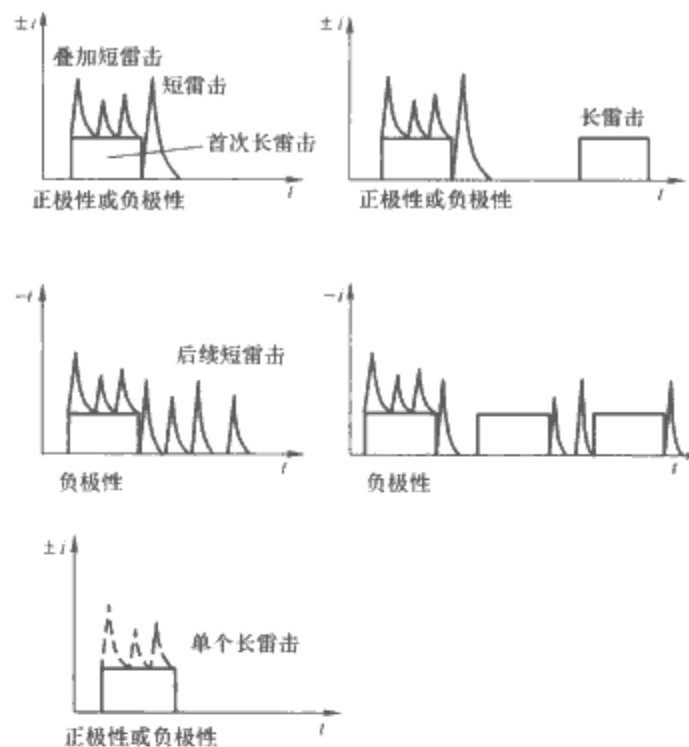 ±i
±i
叠加短雷击
短雷击
长雷击
首次长雷击
t
t
正极性或负极性
正极性或负极性
-i
-i
后续短雷击
t
t
负极性
负极性
±i
单个长雷击
t
正极性或负极性